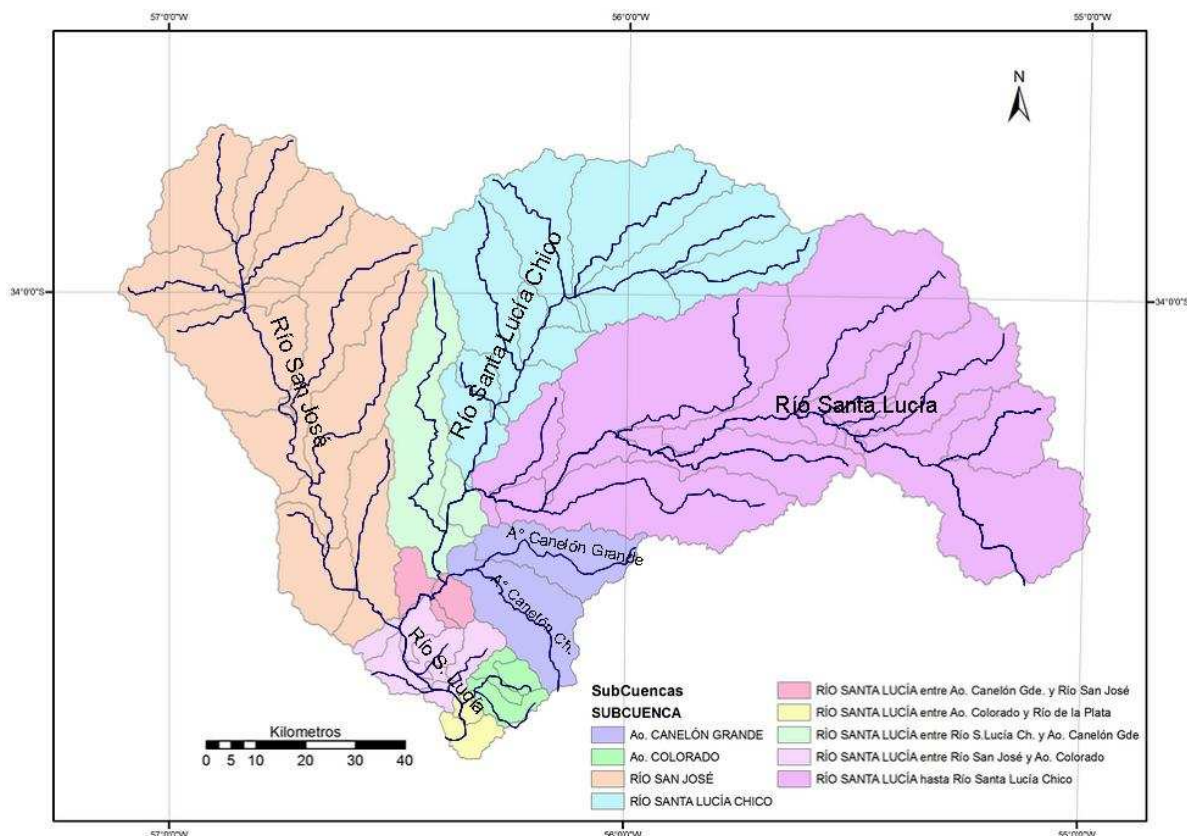 57°0'0"W 56°0'0"W 55°0'0"W
N
34°0'0"S 34°0'0"S
Río San José
Río Santa Lucía Chico
Río Santa Lucía
A° Canelón Grande
A° Canelón Ch.
Río S. Lucía
Kilometros
0 5 10 20 30 40
SubCuencas
SUBCUENCA
Ao. CANELÓN GRANDE
Ao. COLORADO
RÍO SAN JOSÉ
RÍO SANTA LUCÍA CHICO
RÍO SANTA LUCÍA entre Ao. Canelón Gde. y Río San José
RÍO SANTA LUCÍA entre Ao. Colorado y Río de la Plata
RÍO SANTA LUCÍA entre Río S.Lucía Ch. y Ao. Canelón Gde
RÍO SANTA LUCÍA entre Río San José y Ao. Colorado
RÍO SANTA LUCÍA hasta Río Santa Lucía Chico
57°0'0"W 56°0'0"W 55°0'0"W